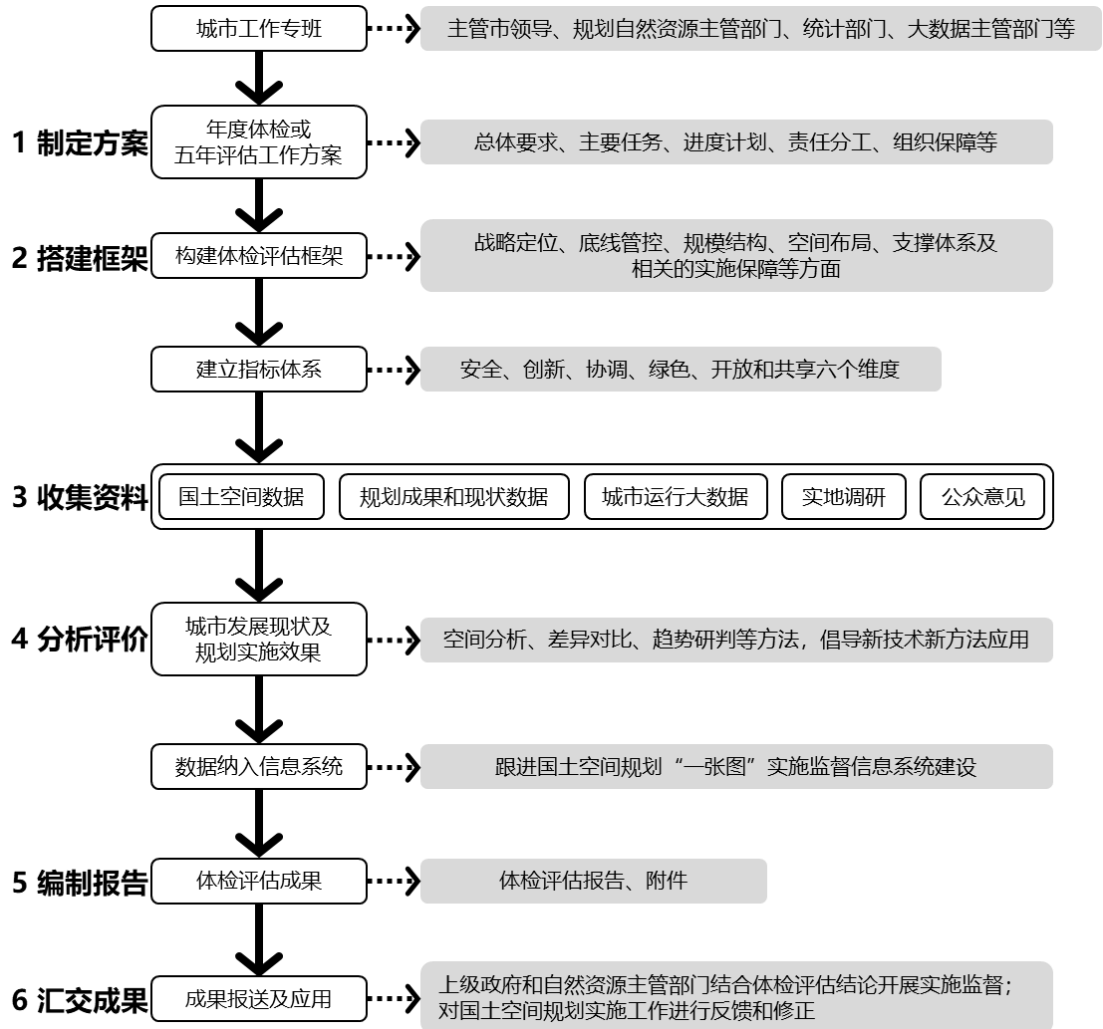 城市工作专班
主管市领导、规划自然资源主管部门、统计部门、大数据主管部门等
1 制定方案
年度体检或
五年评估工作方案
总体要求、主要任务、进度计划、责任分工、组织保障等
2 搭建框架
构建体检评估框架
战略定位、底线管控、规模结构、空间布局、支撑体系及
相关的实施保障等方面
建立指标体系
安全、创新、协调、绿色、开放和共享六个维度
3 收集资料
国土空间数据
规划成果和现状数据
城市运行大数据
实地调研
公众意见
4 分析评价
城市发展现状及
规划实施效果
空间分析、差异对比、趋势研判等方法，倡导新技术新方法应用
数据纳入信息系统
跟进国土空间规划“一张图”实施监督信息系统建设
5 编制报告
体检评估成果
体检评估报告、附件
6 汇交成果
成果报送及应用
上级政府和自然资源主管部门结合体检评估结论开展实施监督；
对国土空间规划实施工作进行反馈和修正